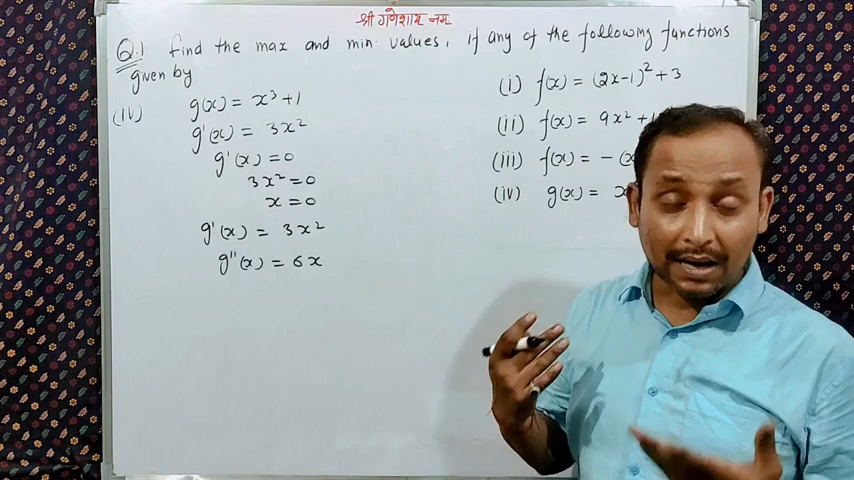 श्री गणेशाय नमः
Q.1 find the max and min. values, if any of the following functions
given by
(iv) g(x) = x³+1
g'(x) = 3x²
g'(x) = 0
3x² = 0
x = 0
g'(x) = 3x²
g''(x) = 6x
(i) f(x) = (2x-1)² + 3
(ii) f(x) = 9x² +
(iii) f(x) = - (x
(iv) g(x) = x